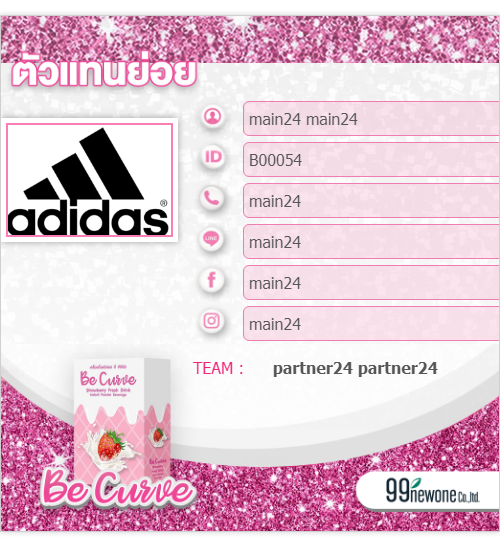 ตัวแทนย่อย
adidas®
main24 main24
ID B00054
main24
LINE main24
main24
main24
TEAM : partner24 partner24
Be Curve
Strawberry Fresh Drink
Be Curve
99newone Co.,ltd.